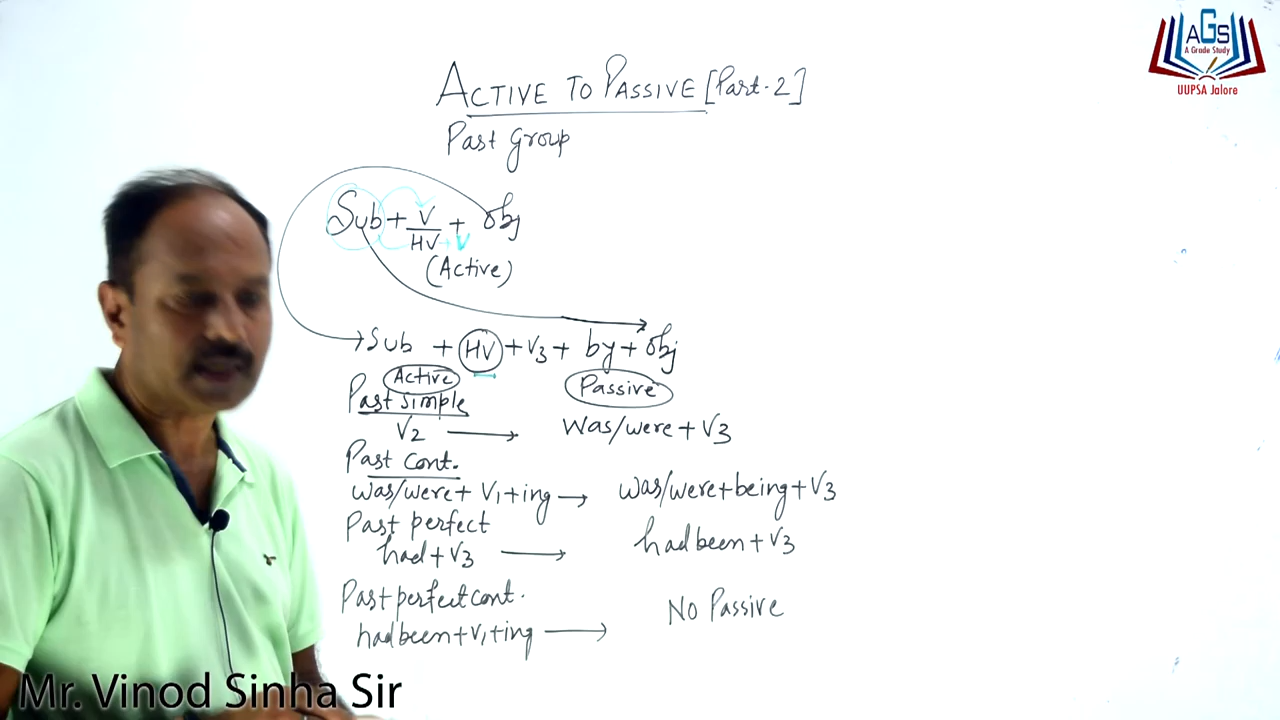 AGS
A Grade Study
UUPSA Jalore
ACTIVE TO PASSIVE [Part-2]
Past Group
Sub + V/HV + Obj
V
(Active)
Sub + HV + V3 + by + Obj
Active Passive
Past simple
V2 → Was/were + V3
Past Cont.
was/were + V1 + ing → was/were + being + V3
Past perfect
had + V3 → had been + V3
Past perfect cont.
had been + V1 + ing → No Passive
Mr. Vinod Sinha Sir